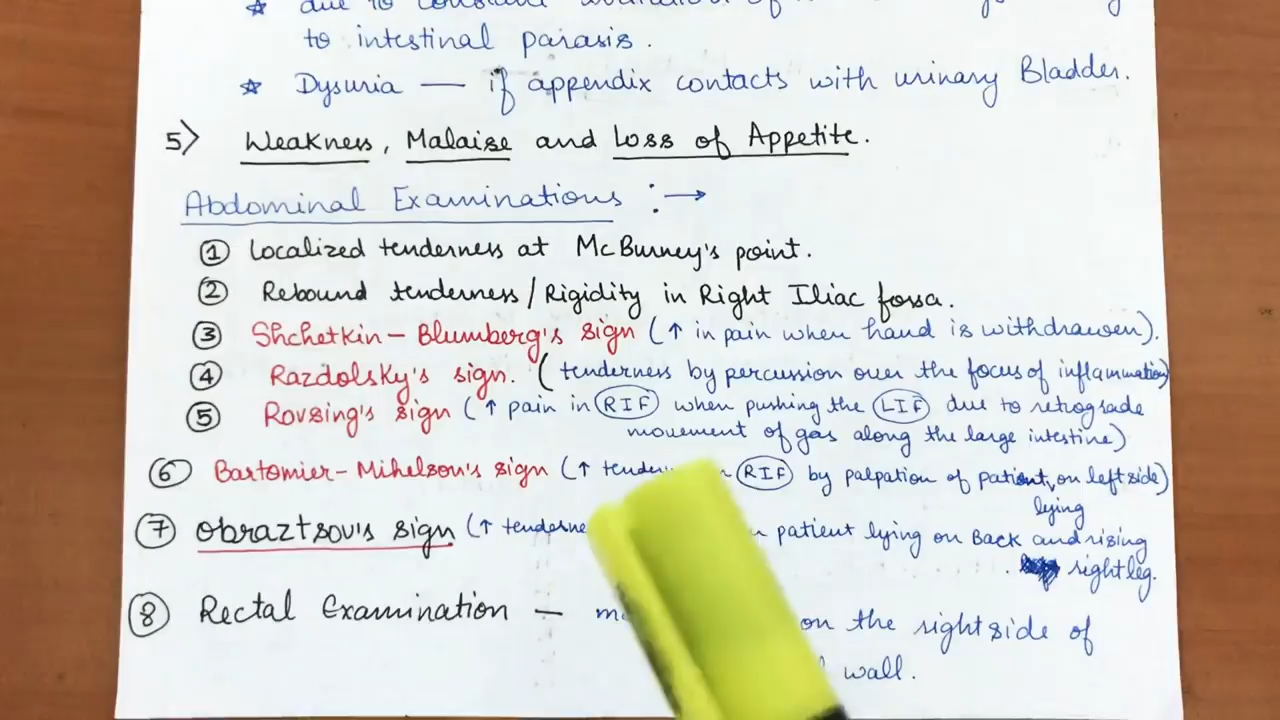 ☆ due to constant
to intestinal parasis.
☆ Dysuria — if appendix contacts with urinary Bladder.
5> Weakness, Malaise and Loss of Appetite.
Abdominal Examinations :→
① Localized tenderness at McBurney's point.
② Rebound tenderness/Rigidity in Right Iliac fossa.
③ Shchetkin-Blumberg's sign (↑ in pain when hand is withdrawen).
④ Razdolsky's sign. (tenderness by percussion over the focus of inflammation)
⑤ Rovsing's sign (↑ pain in RIF when pushing the LIF due to retrograde
movement of gas along the large intestine)
⑥ Bartomier-Mihelson's sign (↑ RIF by palpation of patient, on left side)
lying
⑦ Obraztsov's sign (↑ patient lying on Back and rising
right leg.
⑧ Rectal Examination — on the right side of
wall.